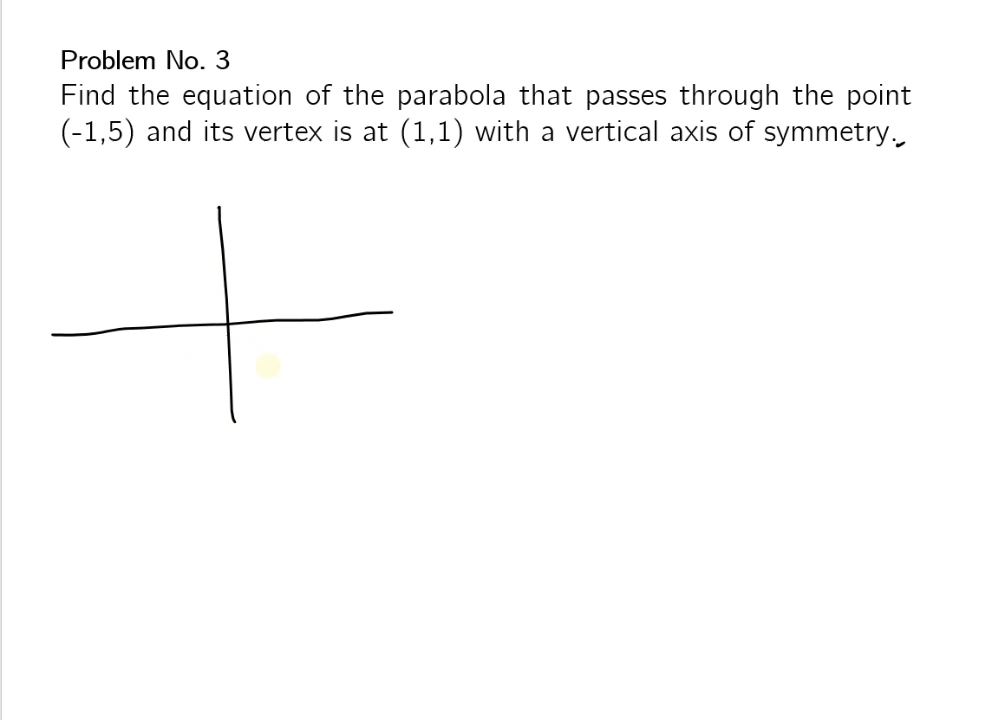 Problem No. 3
Find the equation of the parabola that passes through the point
(-1,5) and its vertex is at (1,1) with a vertical axis of symmetry.